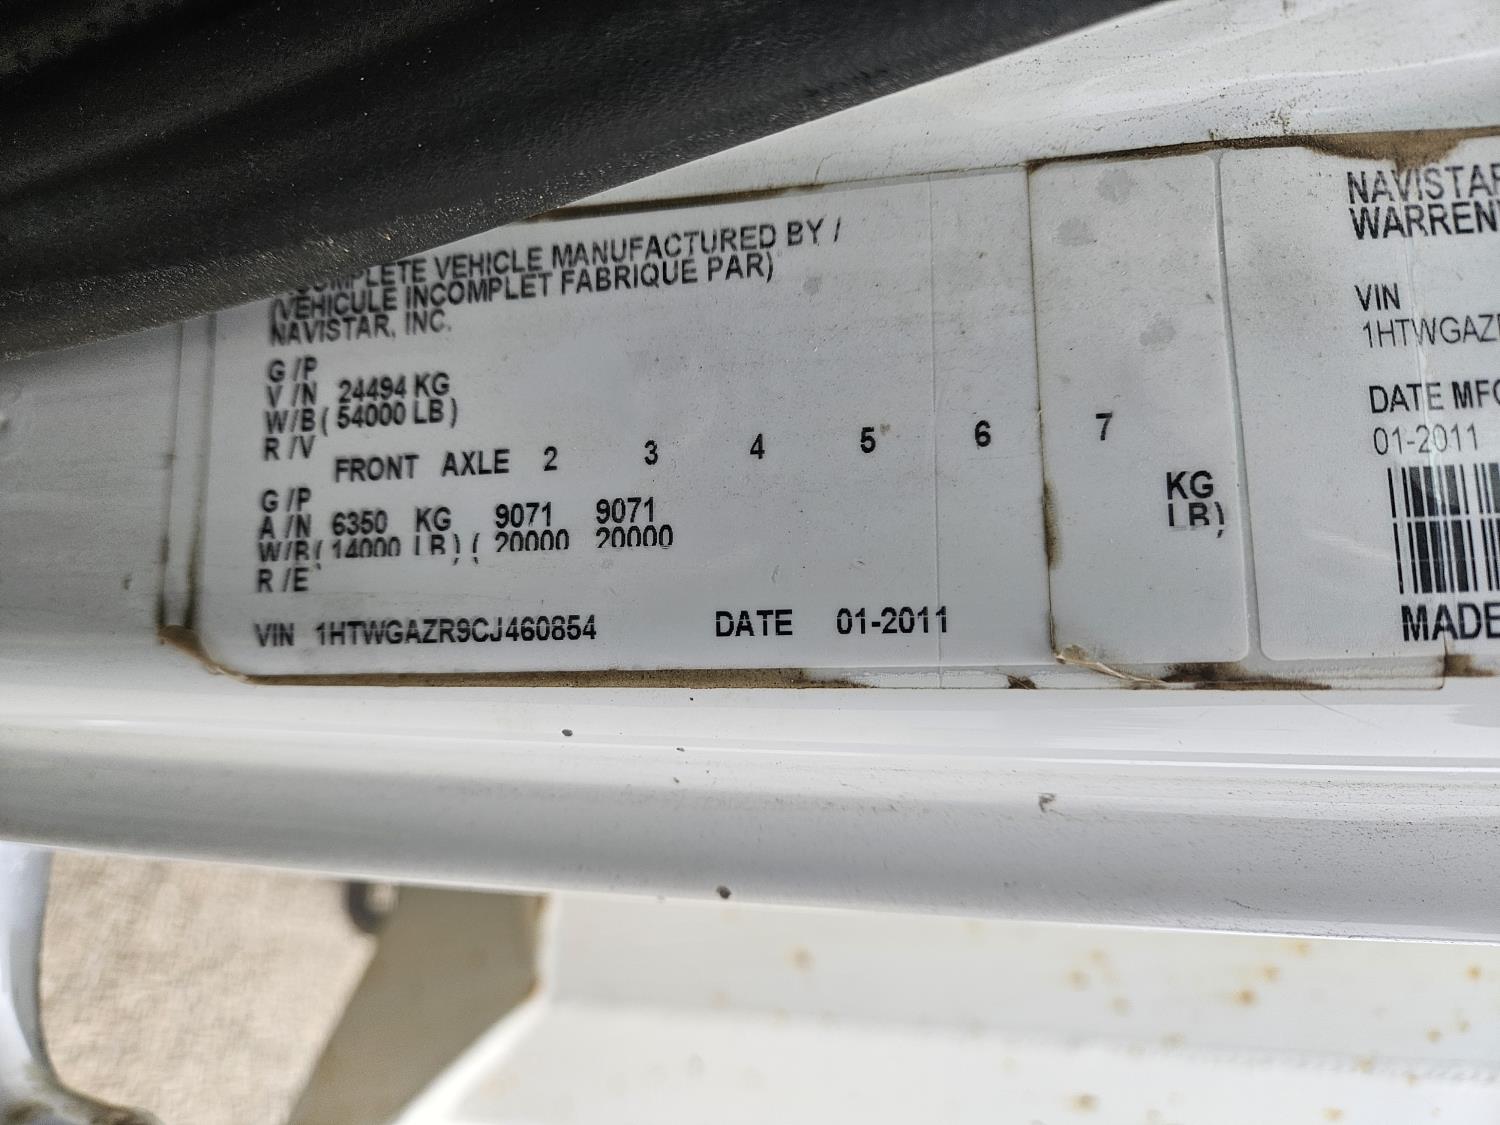 COMPLETE VEHICLE MANUFACTURED BY /
(VEHICULE INCOMPLET FABRIQUE PAR)
NAVISTAR, INC.
G /P
V /N 24494 KG
W/B ( 54000 LB )
R /V
FRONT AXLE 2 3 4 5 6 7
G /P
A /N 6350 KG 9071 9071 KG
W/B ( 14000 LB ) ( 20000 20000 LB )
R /E
VIN 1HTWGAZR9CJ460854 DATE 01-2011
NAVISTAR
WARREN
VIN
1HTWGAZ
DATE MFG
01-2011
MADE